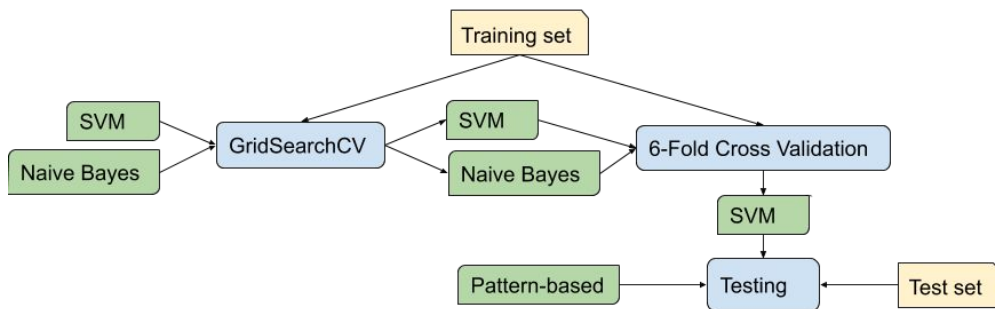 Training set
SVM
Naive Bayes
GridSearchCV
SVM
Naive Bayes
6-Fold Cross Validation
SVM
Pattern-based
Testing
Test set